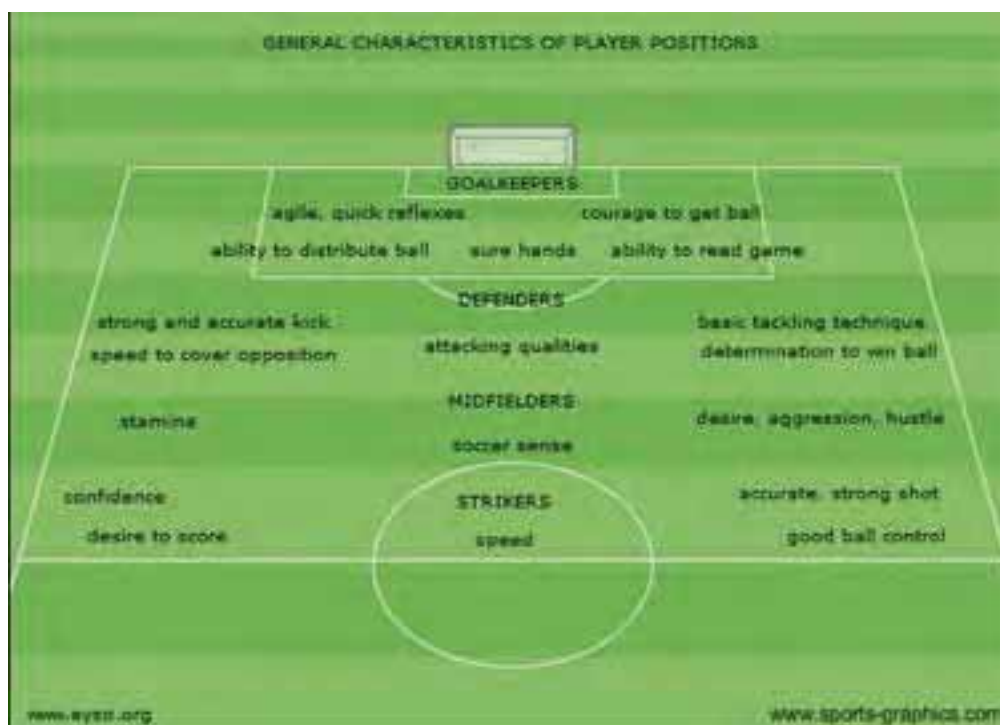 GENERAL CHARACTERISTICS OF PLAYER POSITIONS
GOALKEEPERS
agile, quick reflexes courage to get ball
ability to distribute ball sure hands ability to read game
DEFENDERS
strong and accurate kick basic tackling technique
speed to cover opposition attacking qualities determination to win ball
MIDFIELDERS
stamina desire, aggression, hustle
soccer sense
confidence STRIKERS accurate, strong shot
desire to score speed good ball control
www.sports-graphics.com